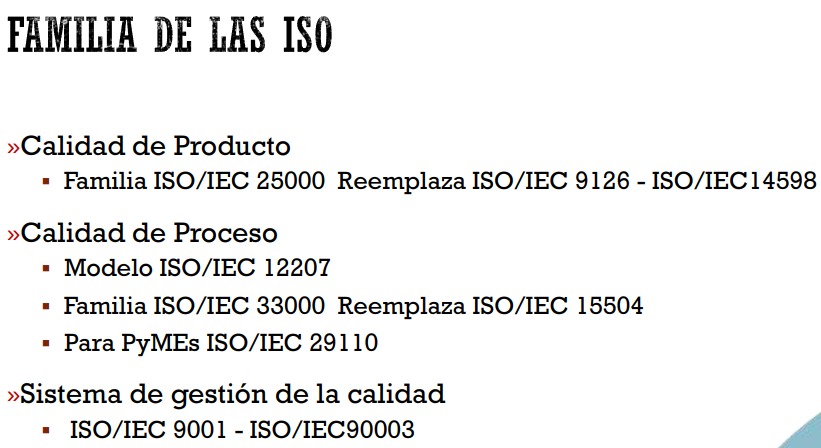 FAMILIA DE LAS ISO
»Calidad de Producto
▪ Familia ISO/IEC 25000 Reemplaza ISO/IEC 9126 - ISO/IEC14598
»Calidad de Proceso
▪ Modelo ISO/IEC 12207
▪ Familia ISO/IEC 33000 Reemplaza ISO/IEC 15504
▪ Para PyMEs ISO/IEC 29110
»Sistema de gestión de la calidad
▪ ISO/IEC 9001 - ISO/IEC90003